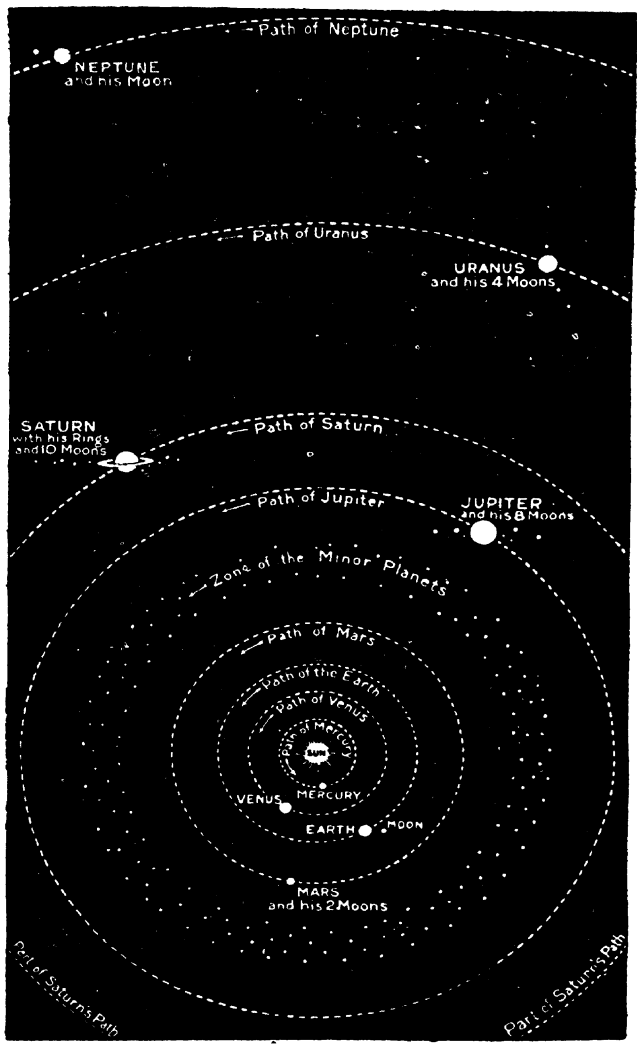 Path of Neptune
NEPTUNE
and his Moon
Path of Uranus
URANUS
and his 4 Moons
SATURN
with his Rings
and 10 Moons
Path of Saturn
Path of Jupiter
JUPITER
and his 8 Moons
Zone of the Minor Planets
Path of Mars
Path of the Earth
Path of Venus
Path of Mercury
SUN
MERCURY
VENUS
EARTH
MOON
MARS
and his 2 Moons
Part of Saturn's Path
Part of Saturn's Path